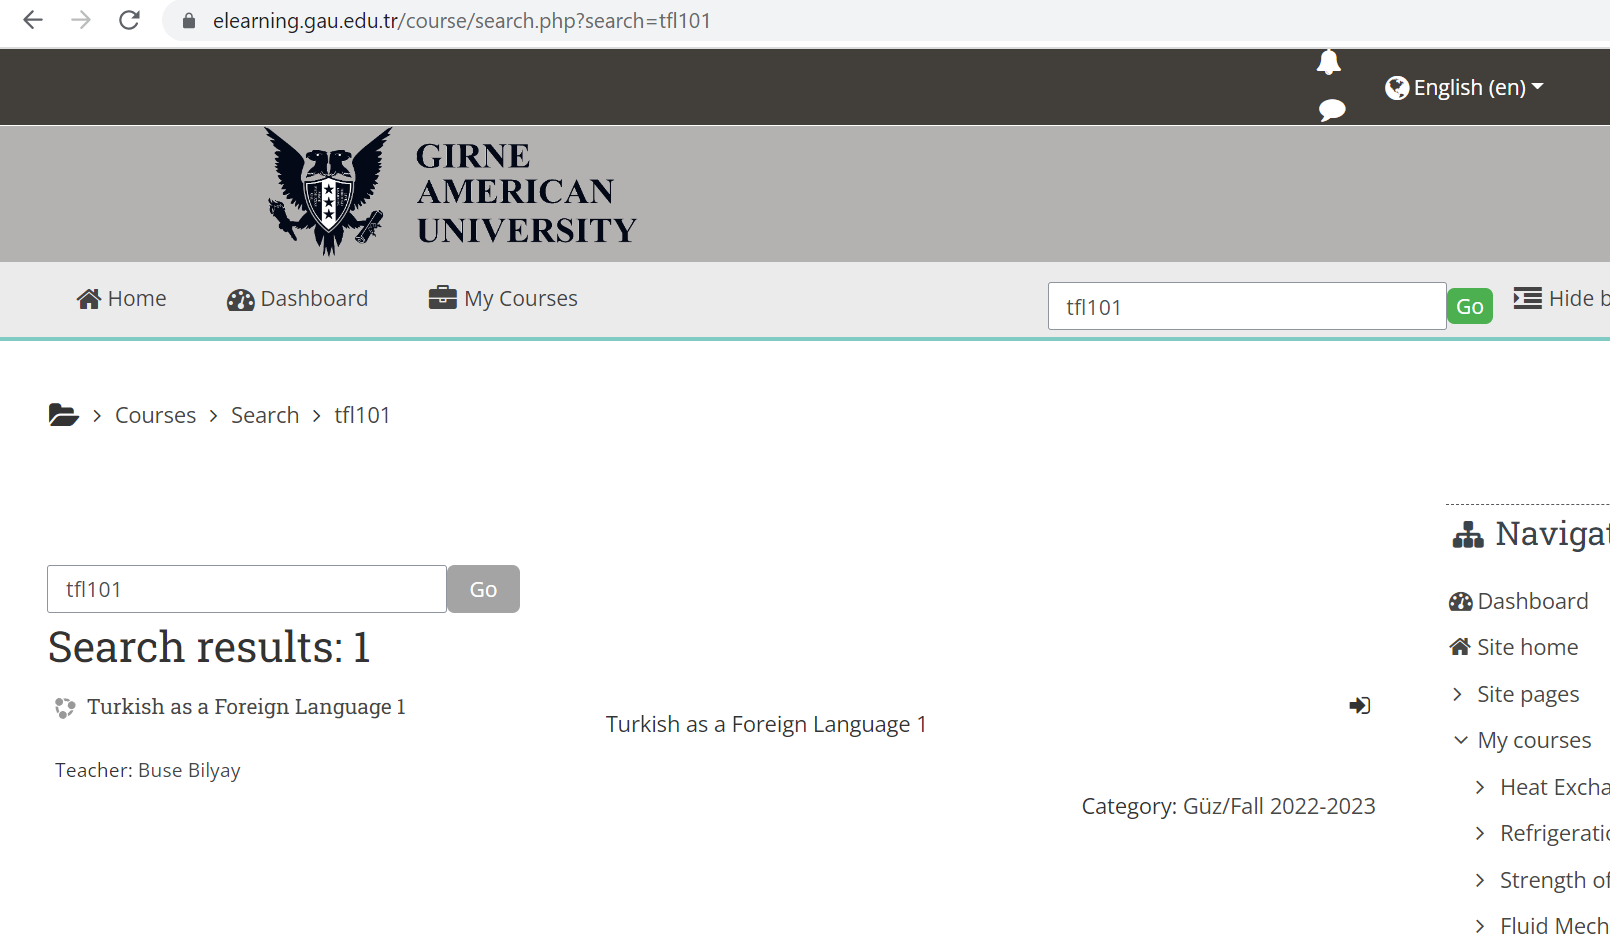 elearning.gau.edu.tr/course/search.php?search=tfl101
English (en)
GIRNE
AMERICAN
UNIVERSITY
Home
Dashboard
My Courses
tfl101
Go
Hide b
Courses
Search
tfl101
Navigat
tfl101
Go
Dashboard
Search results: 1
Site home
Turkish as a Foreign Language 1
Turkish as a Foreign Language 1
Site pages
My courses
Teacher: Buse Bilyay
Heat Excha
Category: Güz/Fall 2022-2023
Refrigeratio
Strength of
Fluid Mech